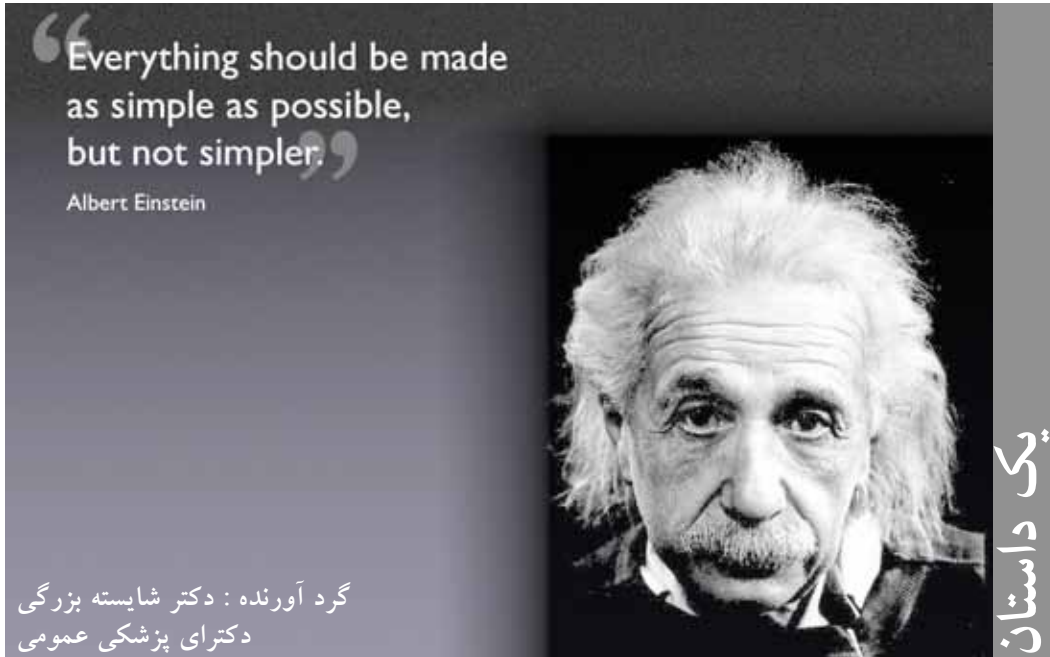 “Everything should be made
as simple as possible,
but not simpler.”
Albert Einstein
یک داستان
گرد آورنده : دکتر شایسته بزرگی
دکترای پزشکی عمومی